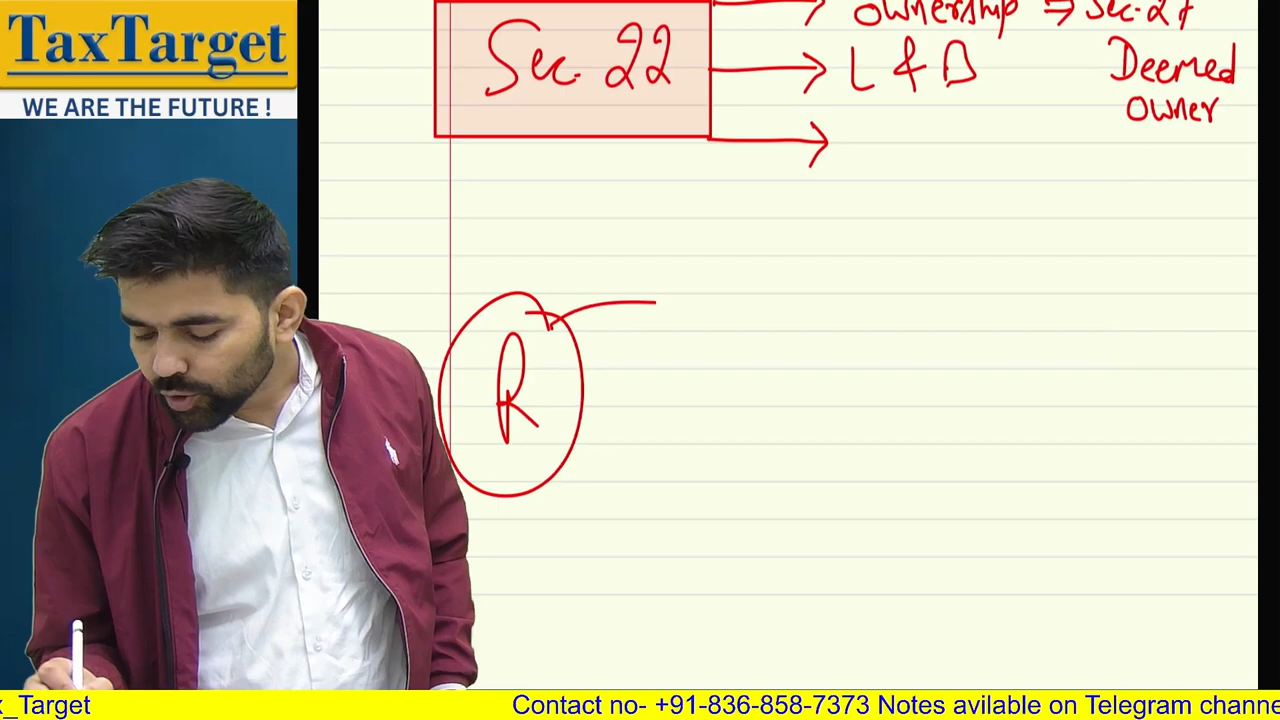 TaxTarget
WE ARE THE FUTURE !
Ownership ⇒ Sec. 27
Sec. 22
L & B
Deemed
Owner
R
x_Target
Contact no- +91-836-858-7373 Notes avilable on Telegram channe